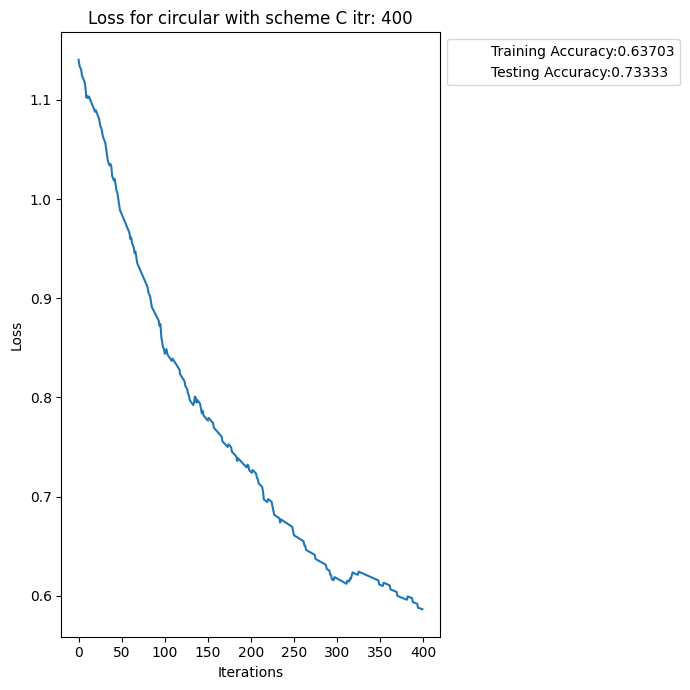 Loss for circular with scheme C itr: 400
Training Accuracy:0.63703
Testing Accuracy:0.73333
1.1
1.0
0.9
0.8
0.7
0.6
Loss
0 50 100 150 200 250 300 350 400
Iterations